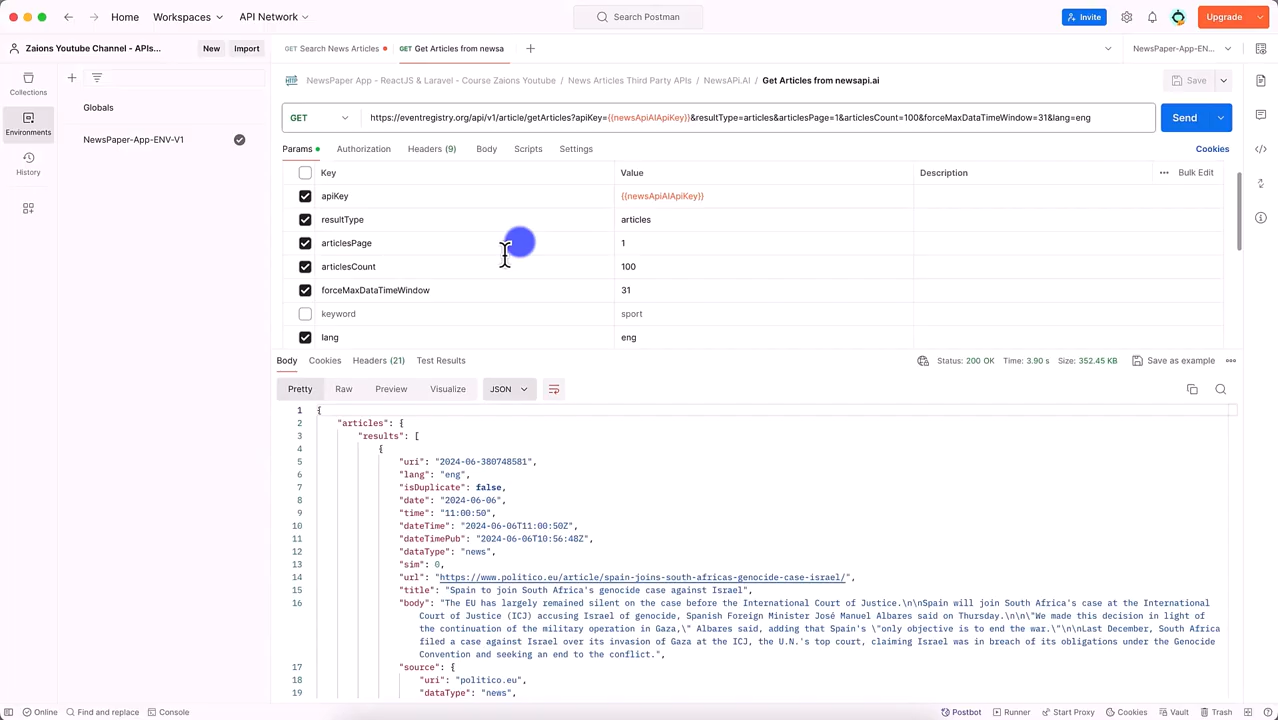 Home Workspaces API Network Search Postman Invite Upgrade
Zaions Youtube Channel - APIs... New Import GET Search News Articles GET Get Articles from newsa NewsPaper-App-EN...
Collections
Environments
History
Globals
NewsPaper-App-ENV-V1
NewsPaper App - ReactJS & Laravel - Course Zaions Youtube / News Articles Third Party APIs / NewsAPi.AI / Get Articles from newsapi.ai Save
GET https://eventregistry.org/api/v1/article/getArticles?apiKey={{newsApiAIApiKey}}&resultType=articles&articlesPage=1&articlesCount=100&forceMaxDataTimeWindow=31&lang=eng Send
Params Authorization Headers (9) Body Scripts Settings Cookies
Key Value Description Bulk Edit
apiKey {{newsApiAIApiKey}}
resultType articles
articlesPage 1
articlesCount 100
forceMaxDataTimeWindow 31
keyword sport
lang eng
Body Cookies Headers (21) Test Results Status: 200 OK Time: 3.90 s Size: 352.45 KB Save as example
Pretty Raw Preview Visualize JSON
1 {
2 "articles": {
3 "results": [
4 {
5 "uri": "2024-06-380748581",
6 "lang": "eng",
7 "isDuplicate": false,
8 "date": "2024-06-06",
9 "time": "11:00:50",
10 "dateTime": "2024-06-06T11:00:50Z",
11 "dateTimePub": "2024-06-06T10:56:48Z",
12 "dataType": "news",
13 "sim": 0,
14 "url": "https://www.politico.eu/article/spain-joins-south-africas-genocide-case-israel/",
15 "title": "Spain to join South Africa's genocide case against Israel",
16 "body": "The EU has largely remained silent on the case before the International Court of Justice.\n\nSpain will join South Africa's case at the International
Court of Justice (ICJ) accusing Israel of genocide, Spanish Foreign Minister José Manuel Albares said on Thursday.\n\n\"We made this decision in light of
the continuation of the military operation in Gaza,\" Albares said, adding that Spain's \"only objective is to end the war.\"\n\nLast December, South Africa
filed a case against Israel over its invasion of Gaza at the ICJ, the U.N.'s top court, claiming Israel was in breach of its obligations under the Genocide
Convention and seeking an end to the conflict.",
17 "source": {
18 "uri": "politico.eu",
19 "dataType": "news",
Online Find and replace Console Postbot Runner Start Proxy Cookies Vault Trash